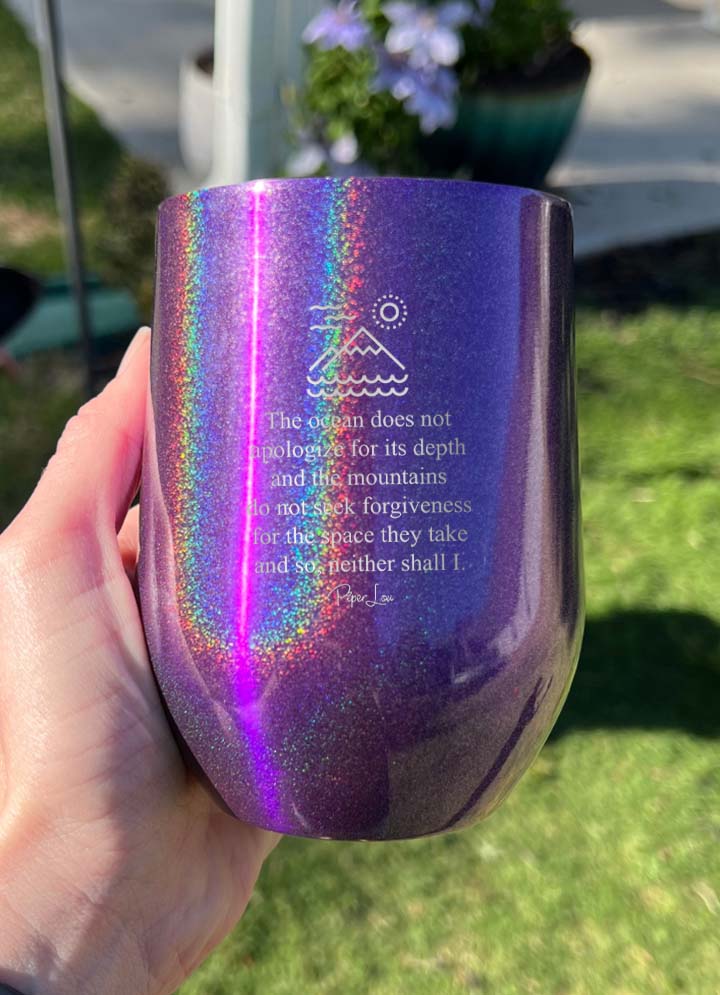 The ocean does not
apologize for its depth
and the mountains
do not seek forgiveness
for the space they take
and so, neither shall I.
Piper Lou